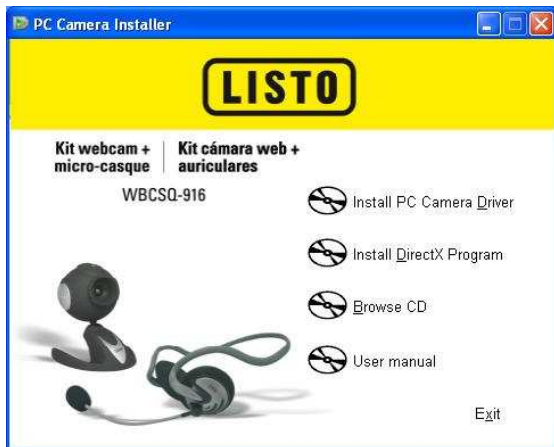 PC Camera Installer
LISTO
Kit webcam +
micro-casque
Kit cámara web +
auriculares
WBCSQ-916
Install PC Camera Driver
Install DirectX Program
Browse CD
User manual
Exit